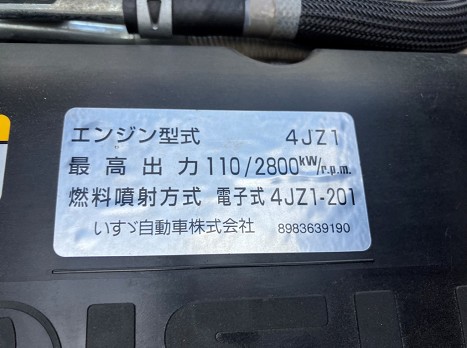 エンジン型式 4JZ1
最高出力 110/2800kW/r.p.m.
燃料噴射方式 電子式 4JZ1-201
いすゞ自動車株式会社 8983639190